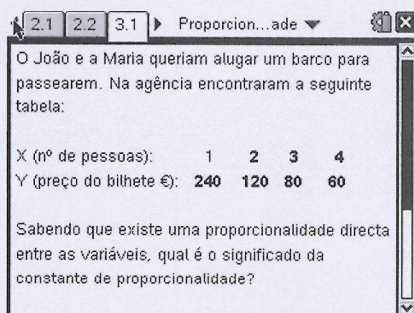 2.1 2.2 3.1 Proporcion...ade
O João e a Maria queriam alugar um barco para
passearem. Na agência encontraram a seguinte
tabela:
X (nº de pessoas): 1 2 3 4
Y (preço do bilhete €): 240 120 80 60
Sabendo que existe uma proporcionalidade directa
entre as variáveis, qual é o significado da
constante de proporcionalidade?